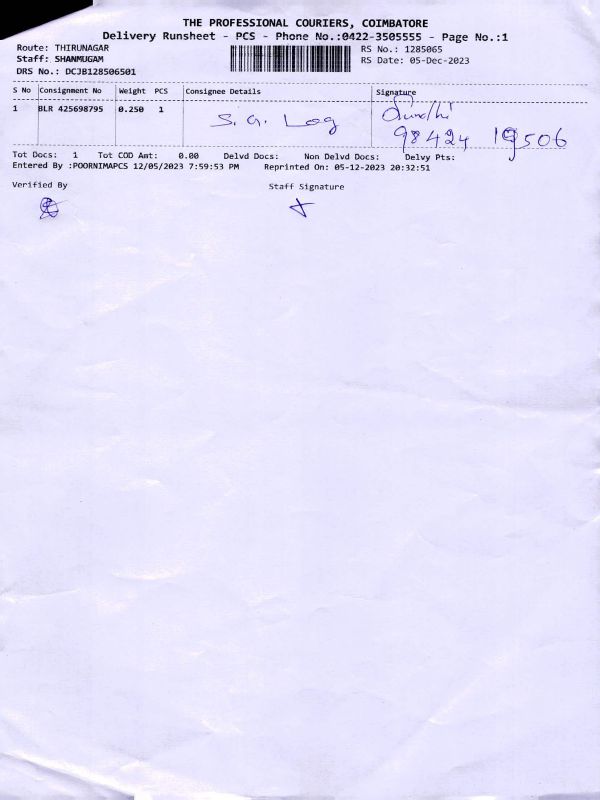 THE PROFESSIONAL COURIERS, COIMBATORE
Delivery Runsheet - PCS - Phone No.:0422-3505555 - Page No.:1
Route: THIRUNAGAR
Staff: SHANMUGAM
DRS No.: DCJB128506501
RS No.: 1285065
RS Date: 05-Dec-2023
S No Consignment No Weight PCS Consignee Details Signature
1 BLR 425698795 0.250 1 S. G. Log
98424 19506
Tot Docs: 1 Tot COD Amt: 0.00 Delvd Docs: Non Delvd Docs: Delvy Pts:
Entered By :POORNIMAPCS 12/05/2023 7:59:53 PM Reprinted On: 05-12-2023 20:32:51
Verified By Staff Signature